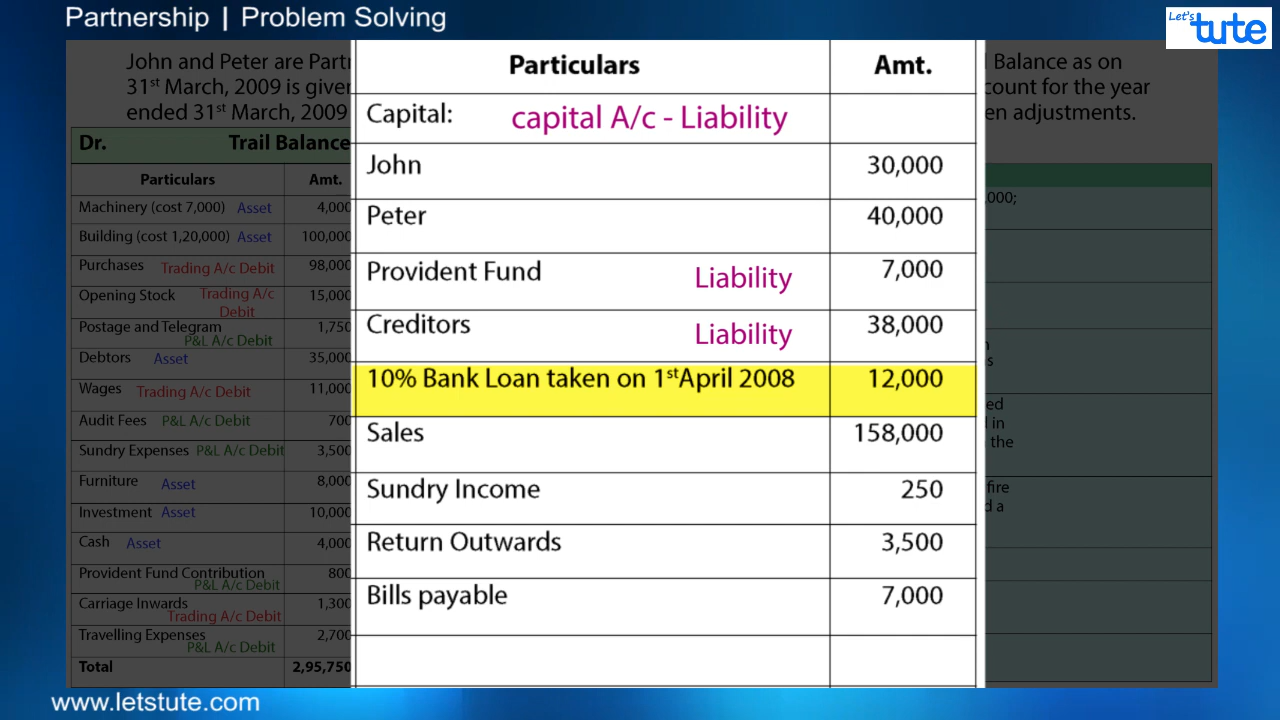 Partnership | Problem Solving
Let's
tute
John and Peter are Part
31st March, 2009 is given
ended 31st March, 2009
Balance as on
count for the year
en adjustments.
Dr.
Trail Balance
Particulars Amt.
Machinery (cost 7,000) Asset 4,000
Building (cost 1,20,000) Asset 100,000
Purchases Trading A/c Debit 98,000
Opening Stock Trading A/c 15,000
Debit
Postage and Telegram 1,750
P&L A/c Debit
Debtors Asset 35,000
Wages Trading A/c Debit 11,000
Audit Fees P&L A/c Debit 700
Sundry Expenses P&L A/c Debit 3,500
Furniture Asset 8,000
Investment Asset 10,000
Cash Asset 4,000
Provident Fund Contribution 800
P&L A/c Debit
Carriage Inwards 1,300
Trading A/c Debit
Travelling Expenses 2,700
P&L A/c Debit
Total 2,95,750
Particulars Amt.
Capital: capital A/c - Liability
John 30,000
Peter 40,000
Provident Fund Liability 7,000
Creditors Liability 38,000
10% Bank Loan taken on 1stApril 2008 12,000
Sales 158,000
Sundry Income 250
Return Outwards 3,500
Bills payable 7,000
000;
s
ed
in
the
fire
d a
www.letstute.com